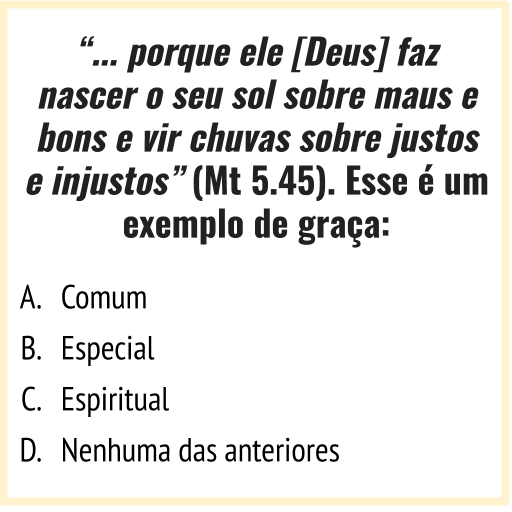 “... porque ele [Deus] faz
nascer o seu sol sobre maus e
bons e vir chuvas sobre justos
e injustos” (Mt 5.45). Esse é um
exemplo de graça:
A. Comum
B. Especial
C. Espiritual
D. Nenhuma das anteriores